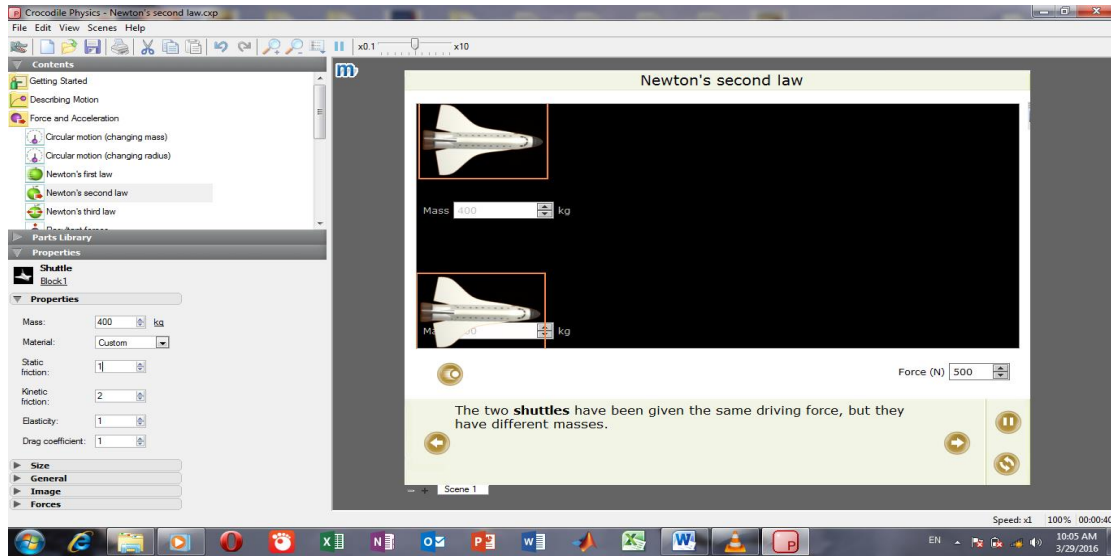 Crocodile Physics - Newton's second law.cxp
File Edit View Scenes Help
x0.1 x10
Contents
Getting Started
Describing Motion
Force and Acceleration
Circular motion (changing mass)
Circular motion (changing radius)
Newton's first law
Newton's second law
Newton's third law
Parts Library
Properties
Shuttle
Block1
Properties
Mass: 400 kg
Material: Custom
Static
friction: 1
Kinetic
friction: 2
Elasticity: 1
Drag coefficient: 1
Size
General
Image
Forces
m
Newton's second law
Mass 400 kg
kg
Force (N) 500
The two shuttles have been given the same driving force, but they
have different masses.
Scene 1
Speed: x1 100% 00:00:40
EN 10:05 AM
3/29/2016